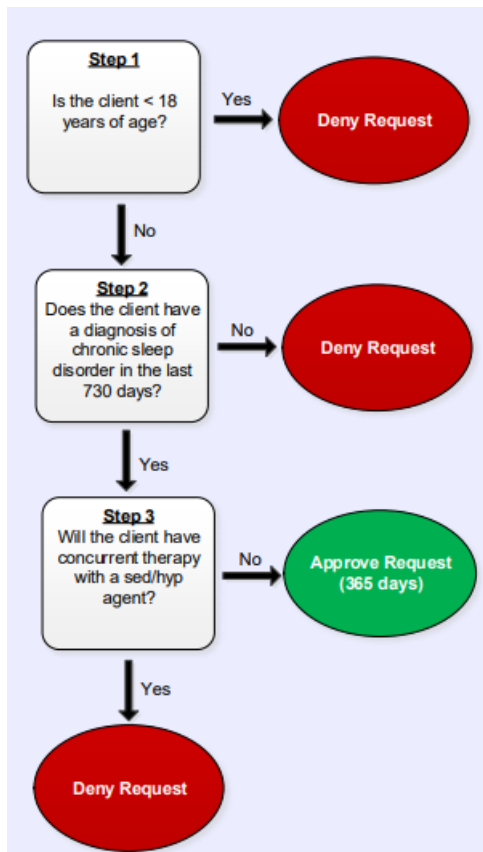 Step 1
Is the client < 18
years of age?
Yes
Deny Request
No
Step 2
Does the client have
a diagnosis of
chronic sleep
disorder in the last
730 days?
No
Deny Request
Yes
Step 3
Will the client have
concurrent therapy
with a sed/hyp
agent?
No
Approve Request
(365 days)
Yes
Deny Request